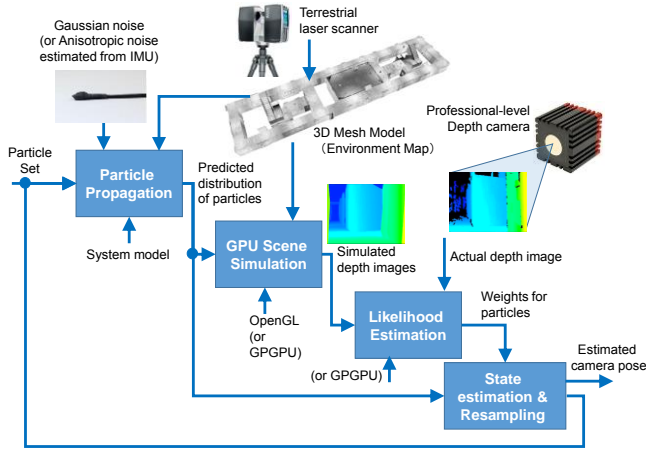 Terrestrial
laser scanner
Gaussian noise
(or Anisotropic noise
estimated from IMU)
Professional-level
Depth camera
3D Mesh Model
（Environment Map）
Particle
Set
Particle
Propagation
Predicted
distribution
of particles
System model
GPU Scene
Simulation
Simulated
depth images
Actual depth image
OpenGL
(or
GPGPU)
Likelihood
Estimation
Weights for
particles
(or GPGPU)
State
estimation &
Resampling
Estimated
camera pose